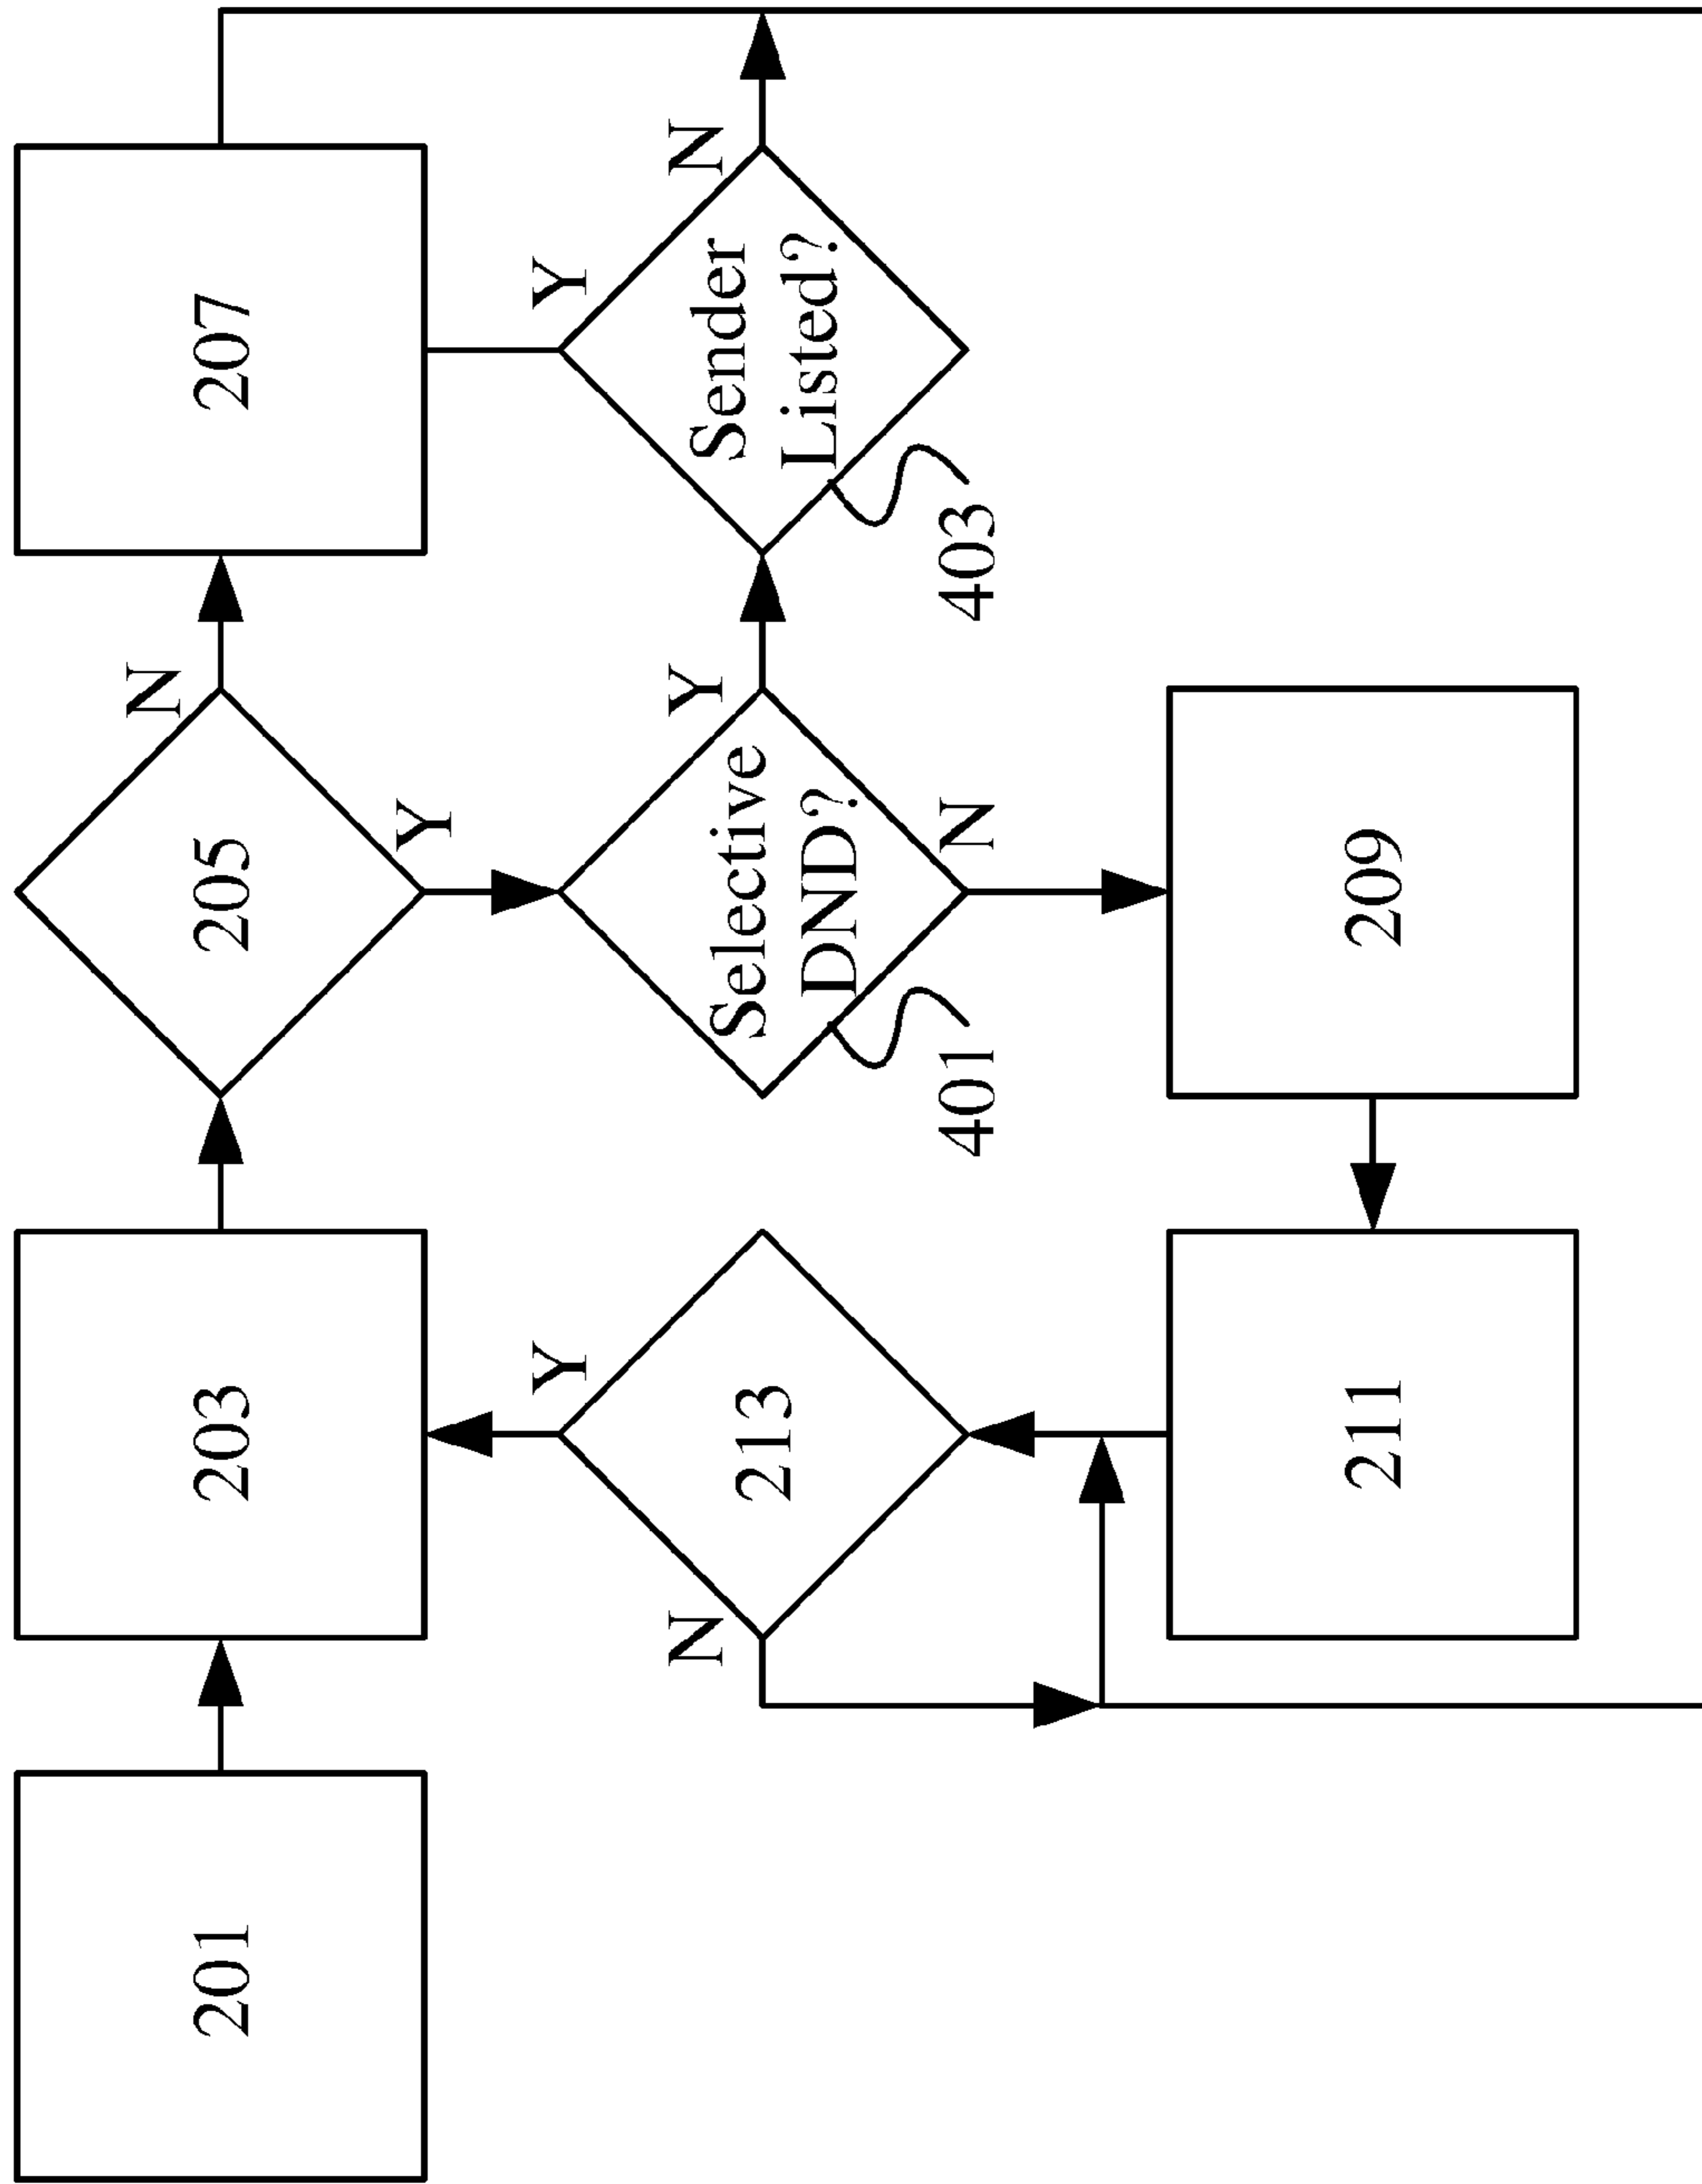 N
201
203
205
207
Y
Y
Y
N
213
Selective
DND?
Y
Sender
Listed?
N
401
N
403
211
209